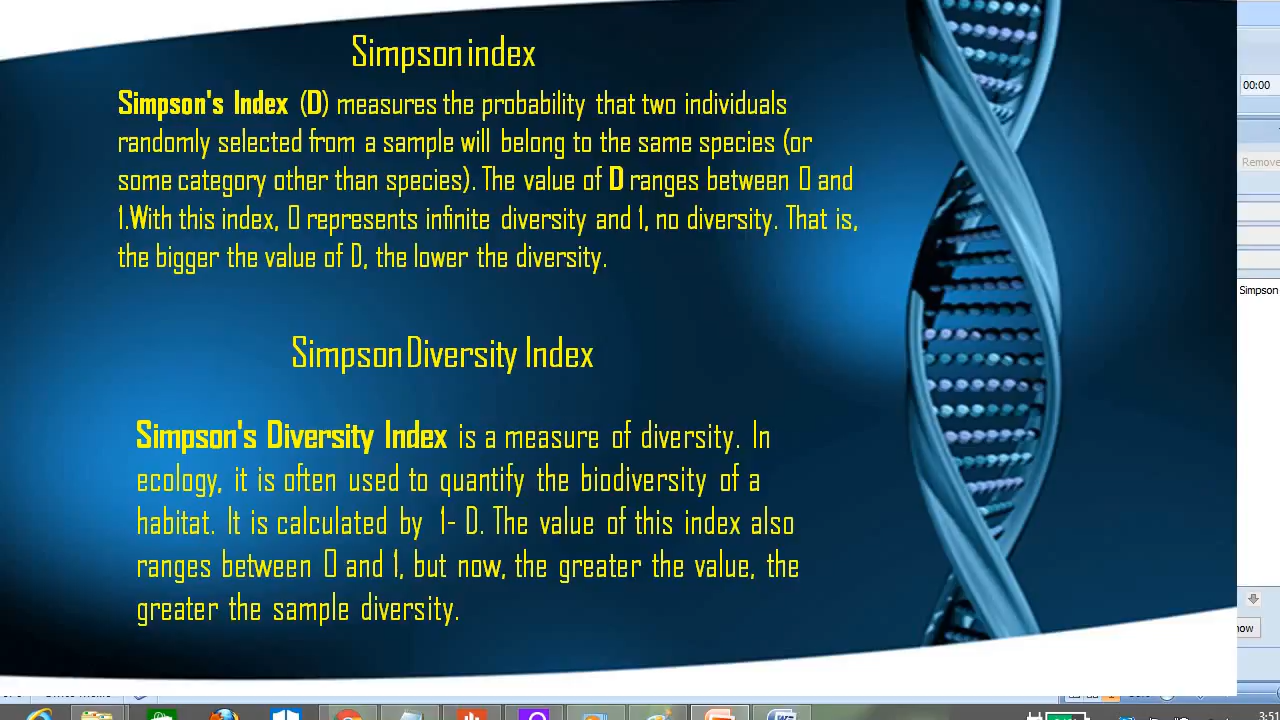 Simpson index
Simpson's Index (D) measures the probability that two individuals
randomly selected from a sample will belong to the same species (or
some category other than species). The value of D ranges between 0 and
1.With this index, 0 represents infinite diversity and 1, no diversity. That is,
the bigger the value of D, the lower the diversity.
Simpson Diversity Index
Simpson's Diversity Index is a measure of diversity. In
ecology, it is often used to quantify the biodiversity of a
habitat. It is calculated by 1- D. The value of this index also
ranges between 0 and 1, but now, the greater the value, the
greater the sample diversity.
00:00
Remove
Simpson
now
3:51